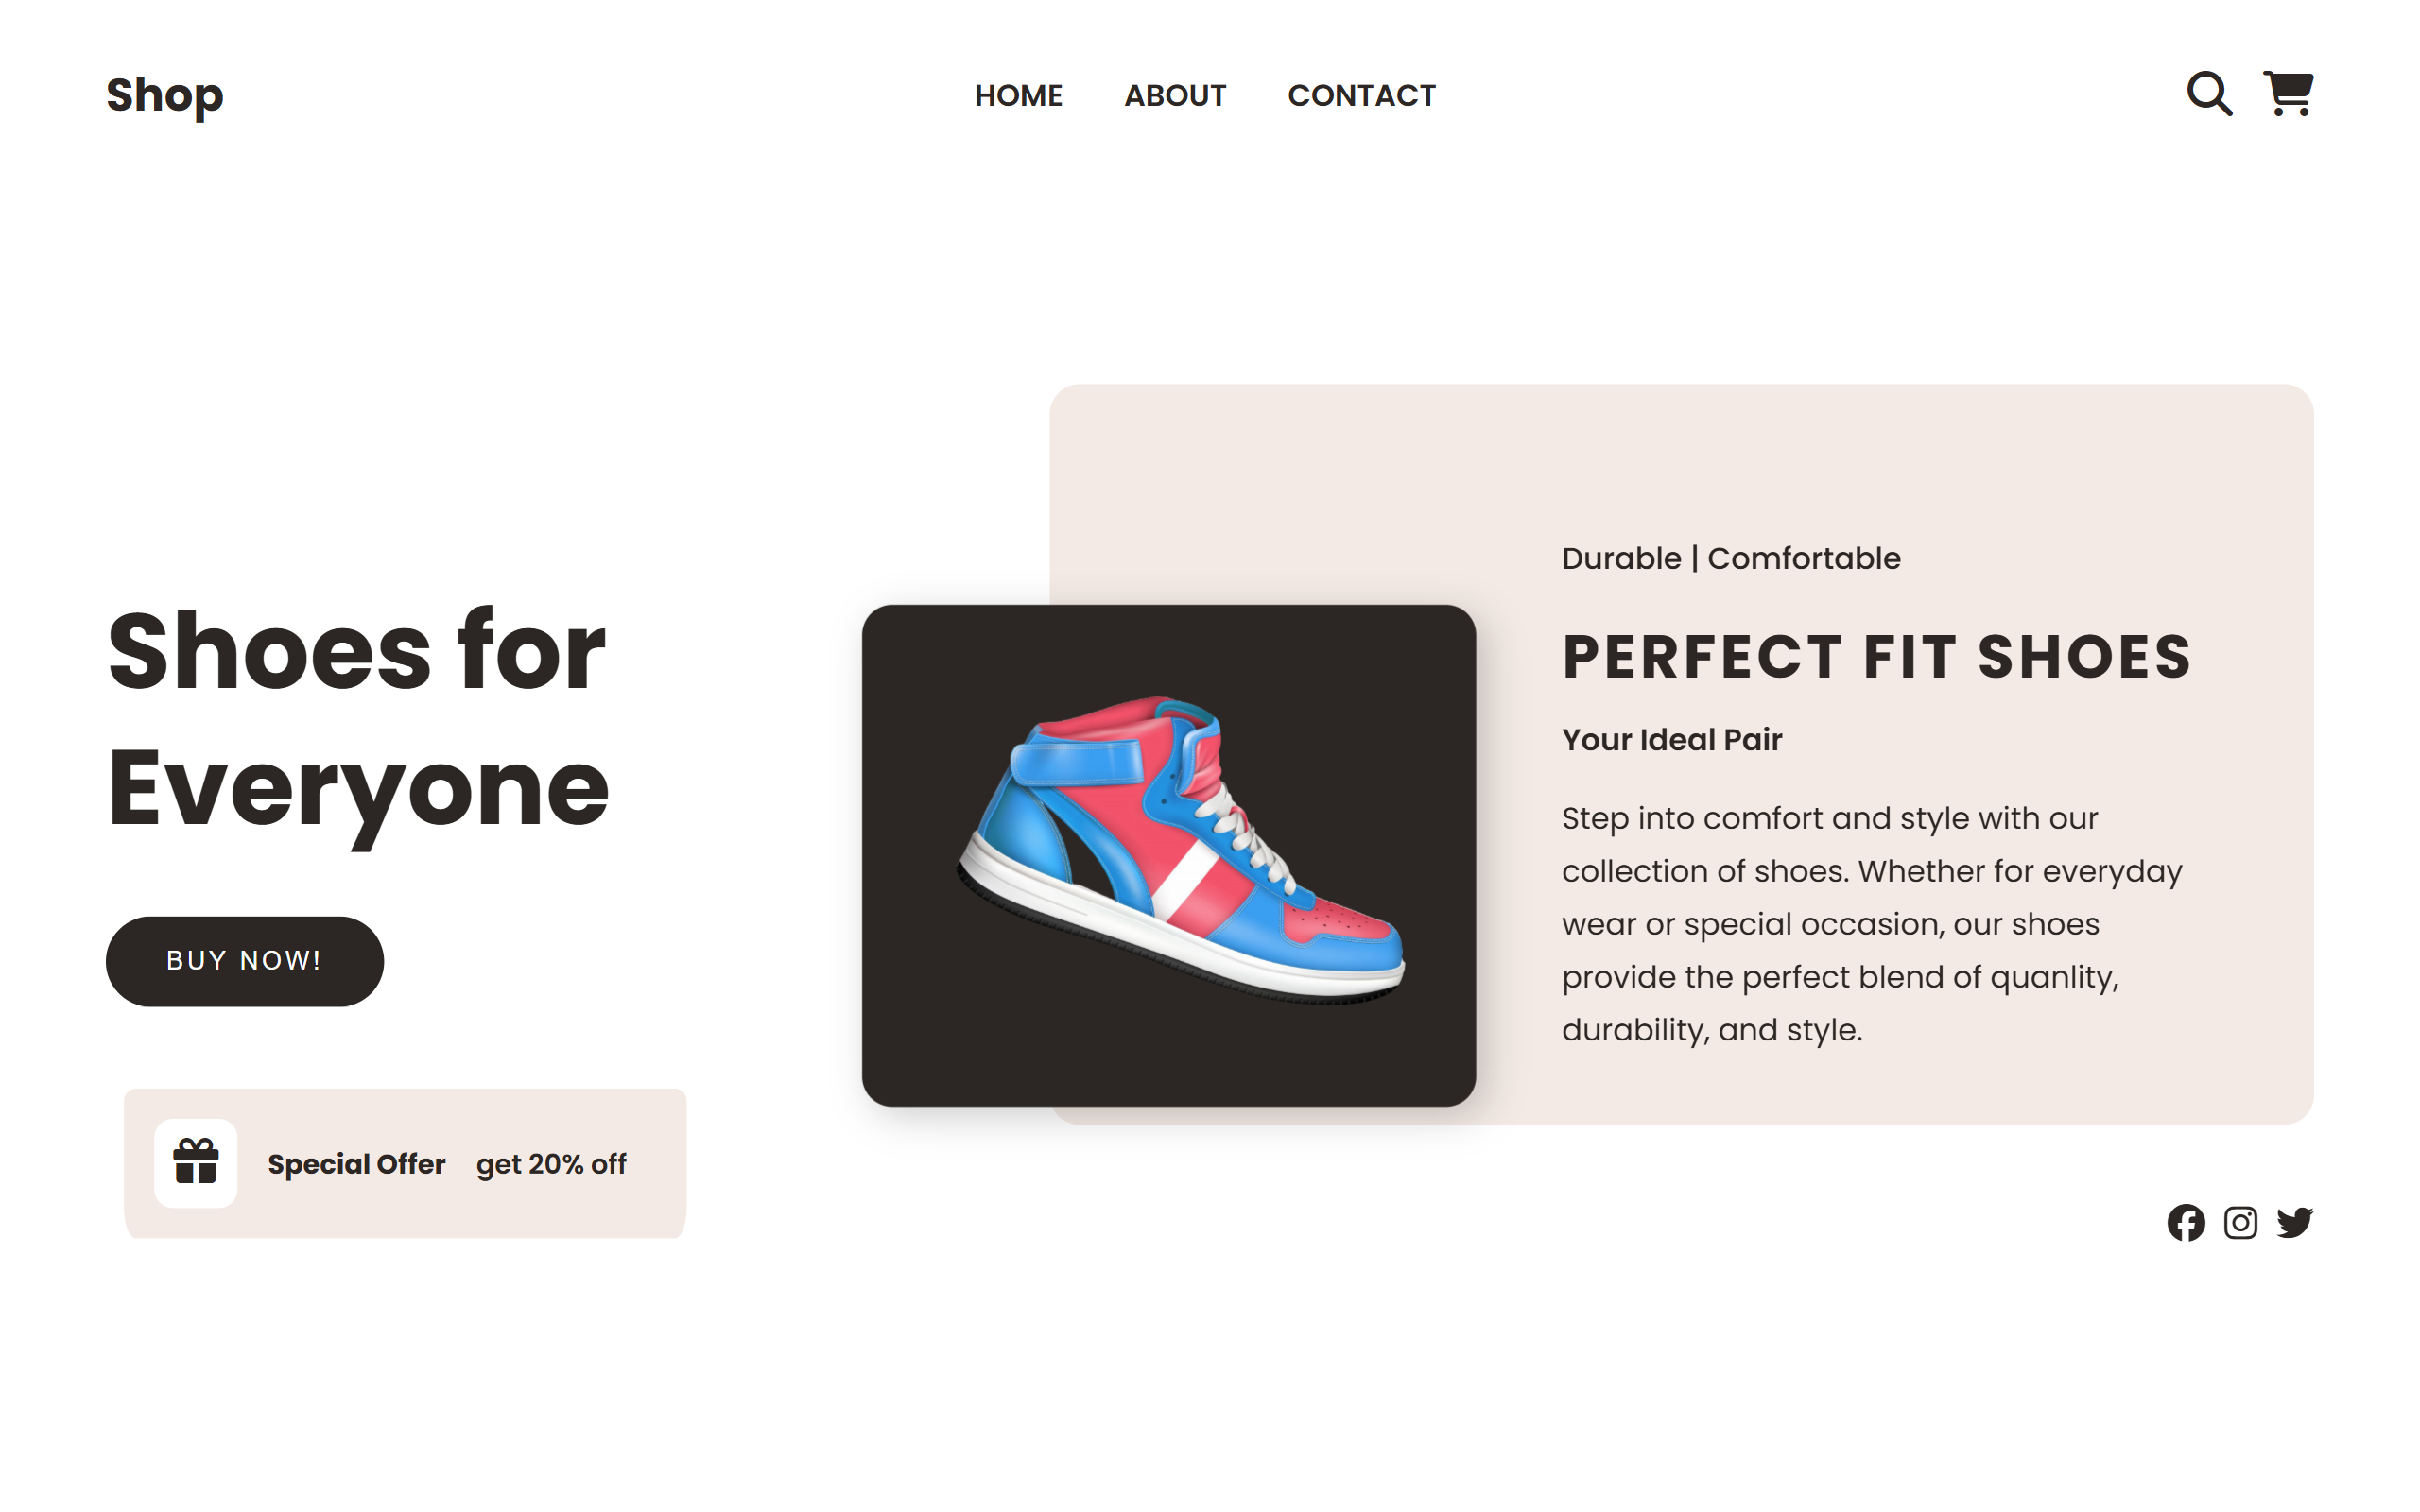 Shop
HOME ABOUT CONTACT
Shoes for
Everyone
BUY NOW!
Special Offer get 20% off
Durable | Comfortable
PERFECT FIT SHOES
Your Ideal Pair
Step into comfort and style with our
collection of shoes. Whether for everyday
wear or special occasion, our shoes
provide the perfect blend of quanlity,
durability, and style.